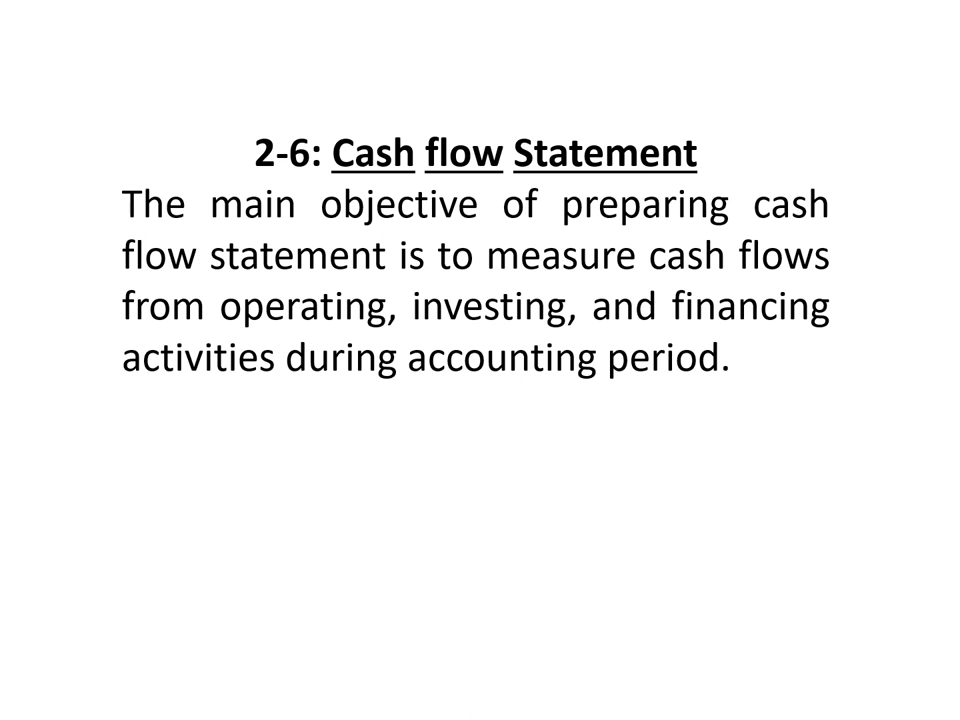 2-6: Cash flow Statement
The main objective of preparing cash
flow statement is to measure cash flows
from operating, investing, and financing
activities during accounting period.